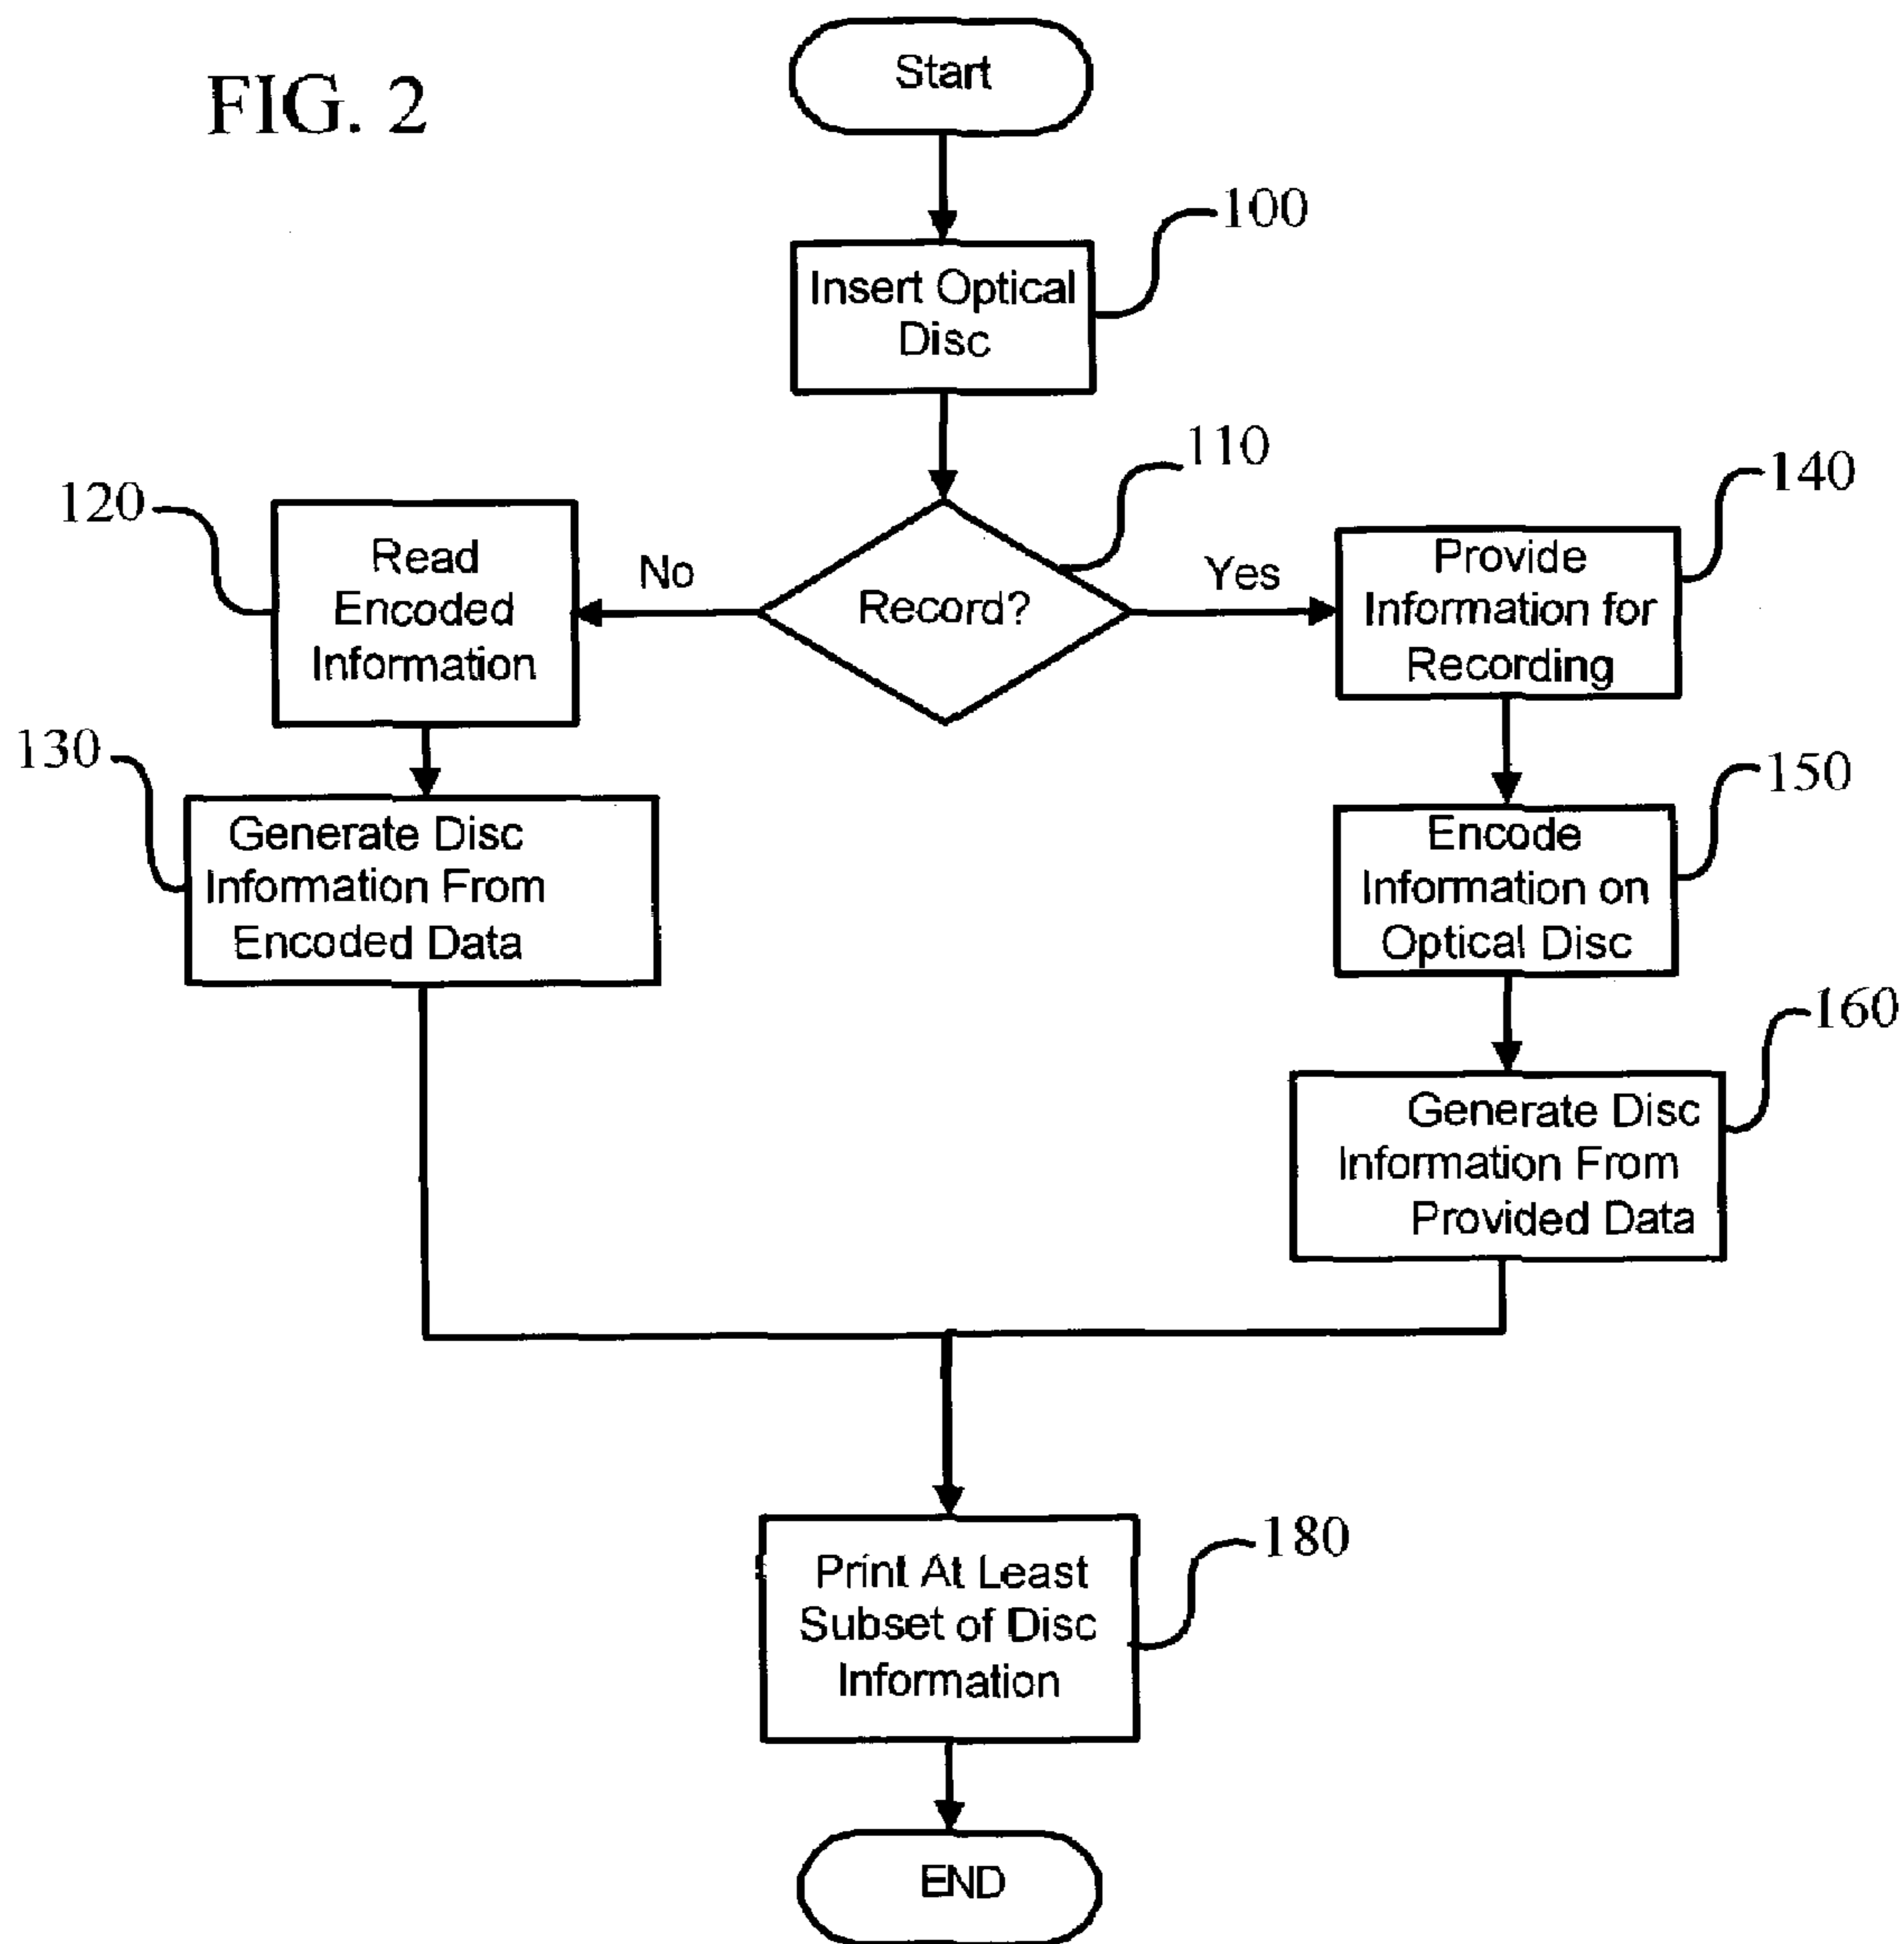 FIG. 2
Start
100
Insert Optical
Disc
110
120
Read
Encoded
Information
No
Record?
Yes
140
Provide
Information for
Recording
130
Generate Disc
Information From
Encoded Data
150
Encode
Information on
Optical Disc
160
Generate Disc
Information From
Provided Data
180
Print At Least
Subset of Disc
Information
END